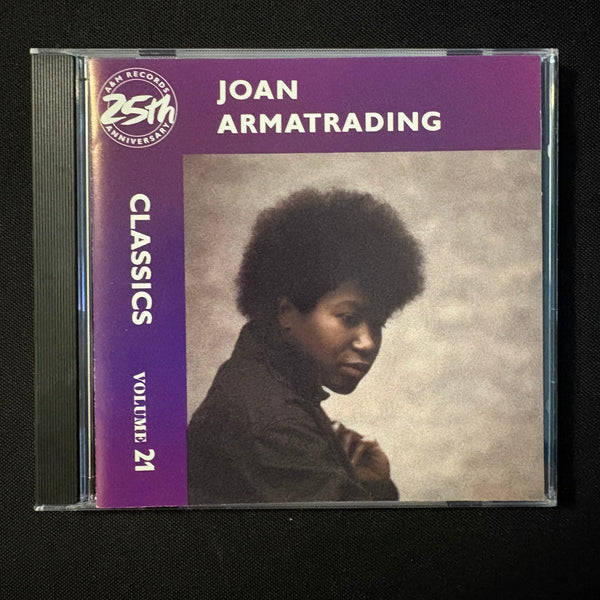 A&M RECORDS
25th
ANNIVERSARY
JOAN
ARMATRADING
CLASSICS
VOLUME 21